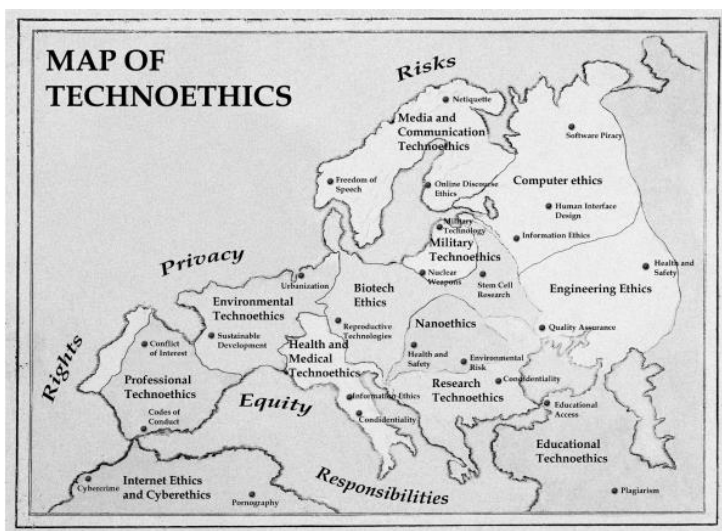 MAP OF
TECHNOETHICS
Risks
Netiquette
Media and
Communication
Technoethics
Software Piracy
Freedom of
Speech
Online Discourse
Ethics
Computer ethics
Human Interface
Design
Military
Technology
Military
Technoethics
Information Ethics
Privacy
Nuclear
Weapons
Stem Cell
Research
Health and
Safety
Engineering Ethics
Urbanization
Biotech
Ethics
Environmental
Technoethics
Nanoethics
Reproductive
Technologies
Quality Assurance
Sustainable
Development
Conflict
of Interest
Health and
Medical
Technoethics
Health and
Safety
Environmental
Risk
Rights
Professional
Technoethics
Research
Technoethics
Condidentiality
Equity
Information Ethics
Condidentiality
Educational
Access
Codes of
Conduct
Educational
Technoethics
Internet Ethics
and Cyberethics
Cybercrime
Pornography
Responsibilities
Plagiarism